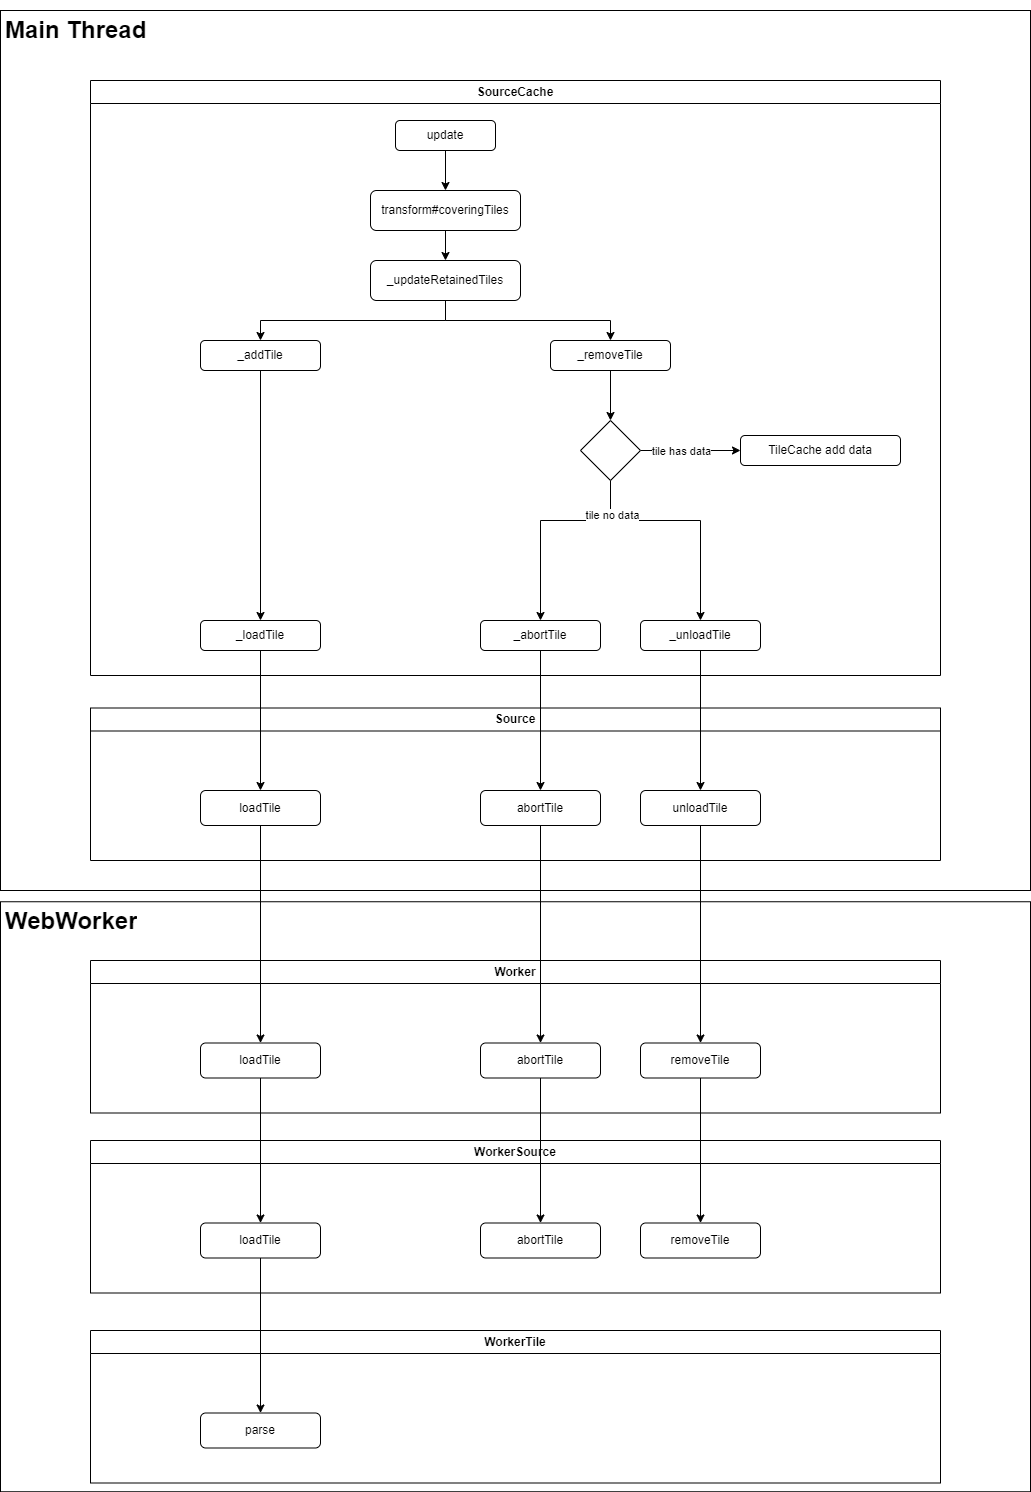 Main Thread
SourceCache
update
transform#coveringTiles
_updateRetainedTiles
_addTile
_removeTile
tile has data
TileCache add data
tile no data
_loadTile
_abortTile
_unloadTile
Source
loadTile
abortTile
unloadTile
WebWorker
Worker
loadTile
abortTile
removeTile
WorkerSource
loadTile
abortTile
removeTile
WorkerTile
parse